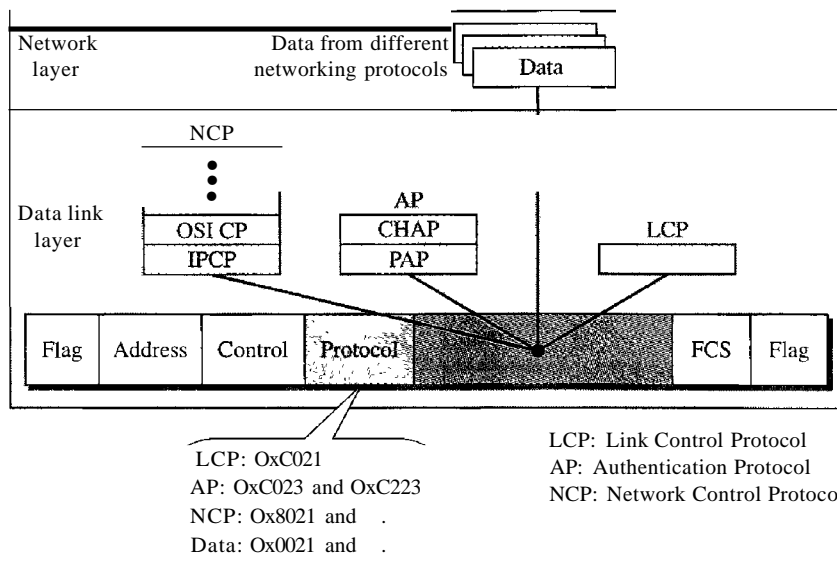 Network
layer
Data from different
networking protocols
Data
NCP
Data link
layer
OSI CP
IPCP
AP
CHAP
PAP
LCP
Flag Address Control Protocol FCS Flag
LCP: OxC021
AP: OxC023 and OxC223
NCP: Ox8021 and .
Data: Ox0021 and .
LCP: Link Control Protocol
AP: Authentication Protocol
NCP: Network Control Protoco